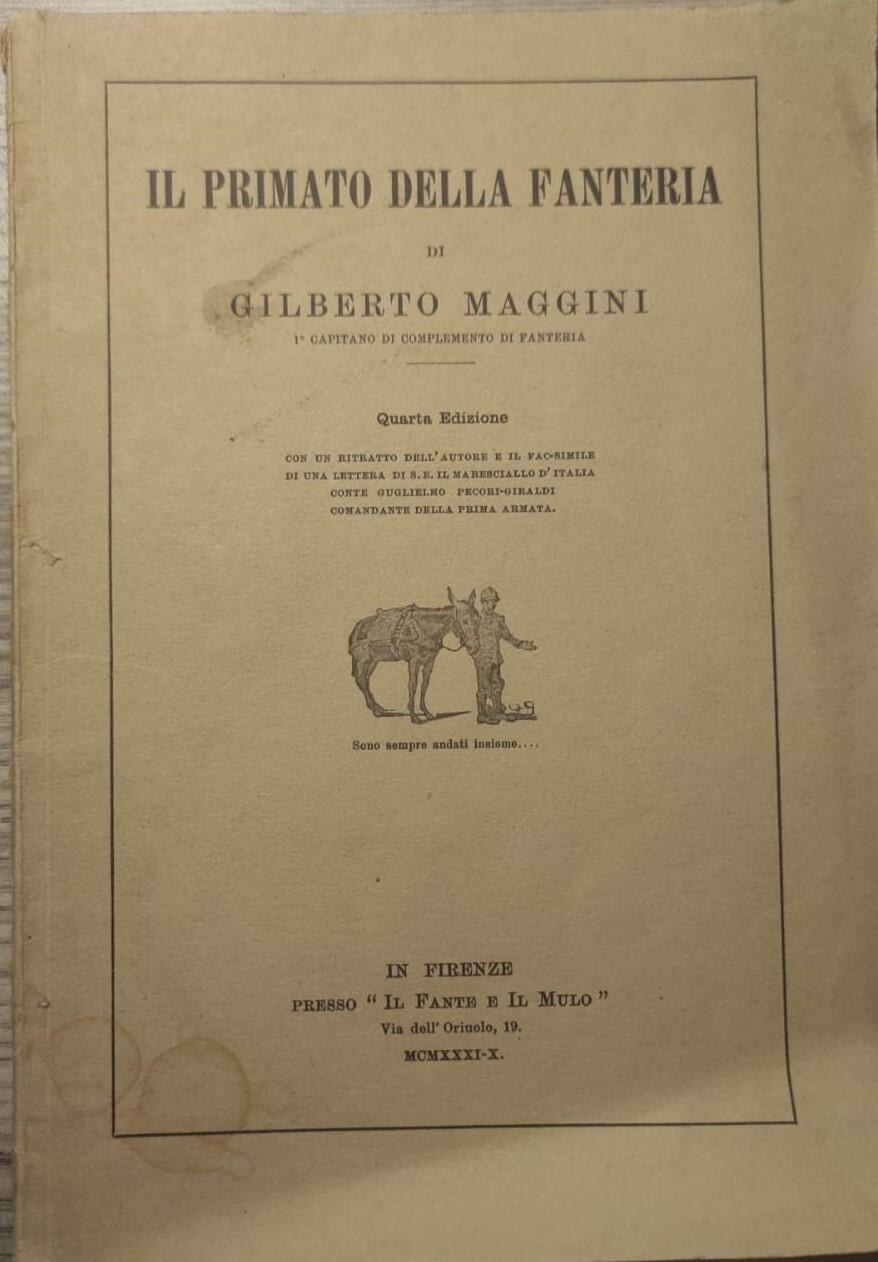 IL PRIMATO DELLA FANTERIA
DI
GILBERTO MAGGINI
1° CAPITANO DI COMPLEMENTO DI FANTERIA
Quarta Edizione
CON UN RITRATTO DELL'AUTORE E IL FAC-SIMILE
DI UNA LETTERA DI S. E. IL MARESCIALLO D'ITALIA
CONTE GUGLIELMO PECORI-GIRALDI
COMANDANTE DELLA PRIMA ARMATA.
Sono sempre andati insieme....
IN FIRENZE
PRESSO “ IL FANTE E IL MULO ”
Via dell' Oriuolo, 19.
MCMXXXI-X.